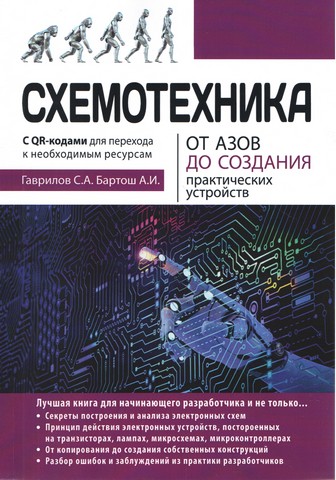 СХЕМОТЕХНИКА
С QR-кодами для перехода
к необходимым ресурсам
Гаврилов С.А. Бартош А.И.
ОТ АЗОВ
ДО СОЗДАНИЯ
практических
устройств
Лучшая книга для начинающего разработчика и не только...
• Секреты построения и анализа электронных схем
• Принцип действия электронных устройств, постороенных
на транзисторах, лампах, микросхемах, микроконтроллерах
• От копирования до создания собственных конструкций
• Разбор ошибок и заблуждений из практики разработчиков